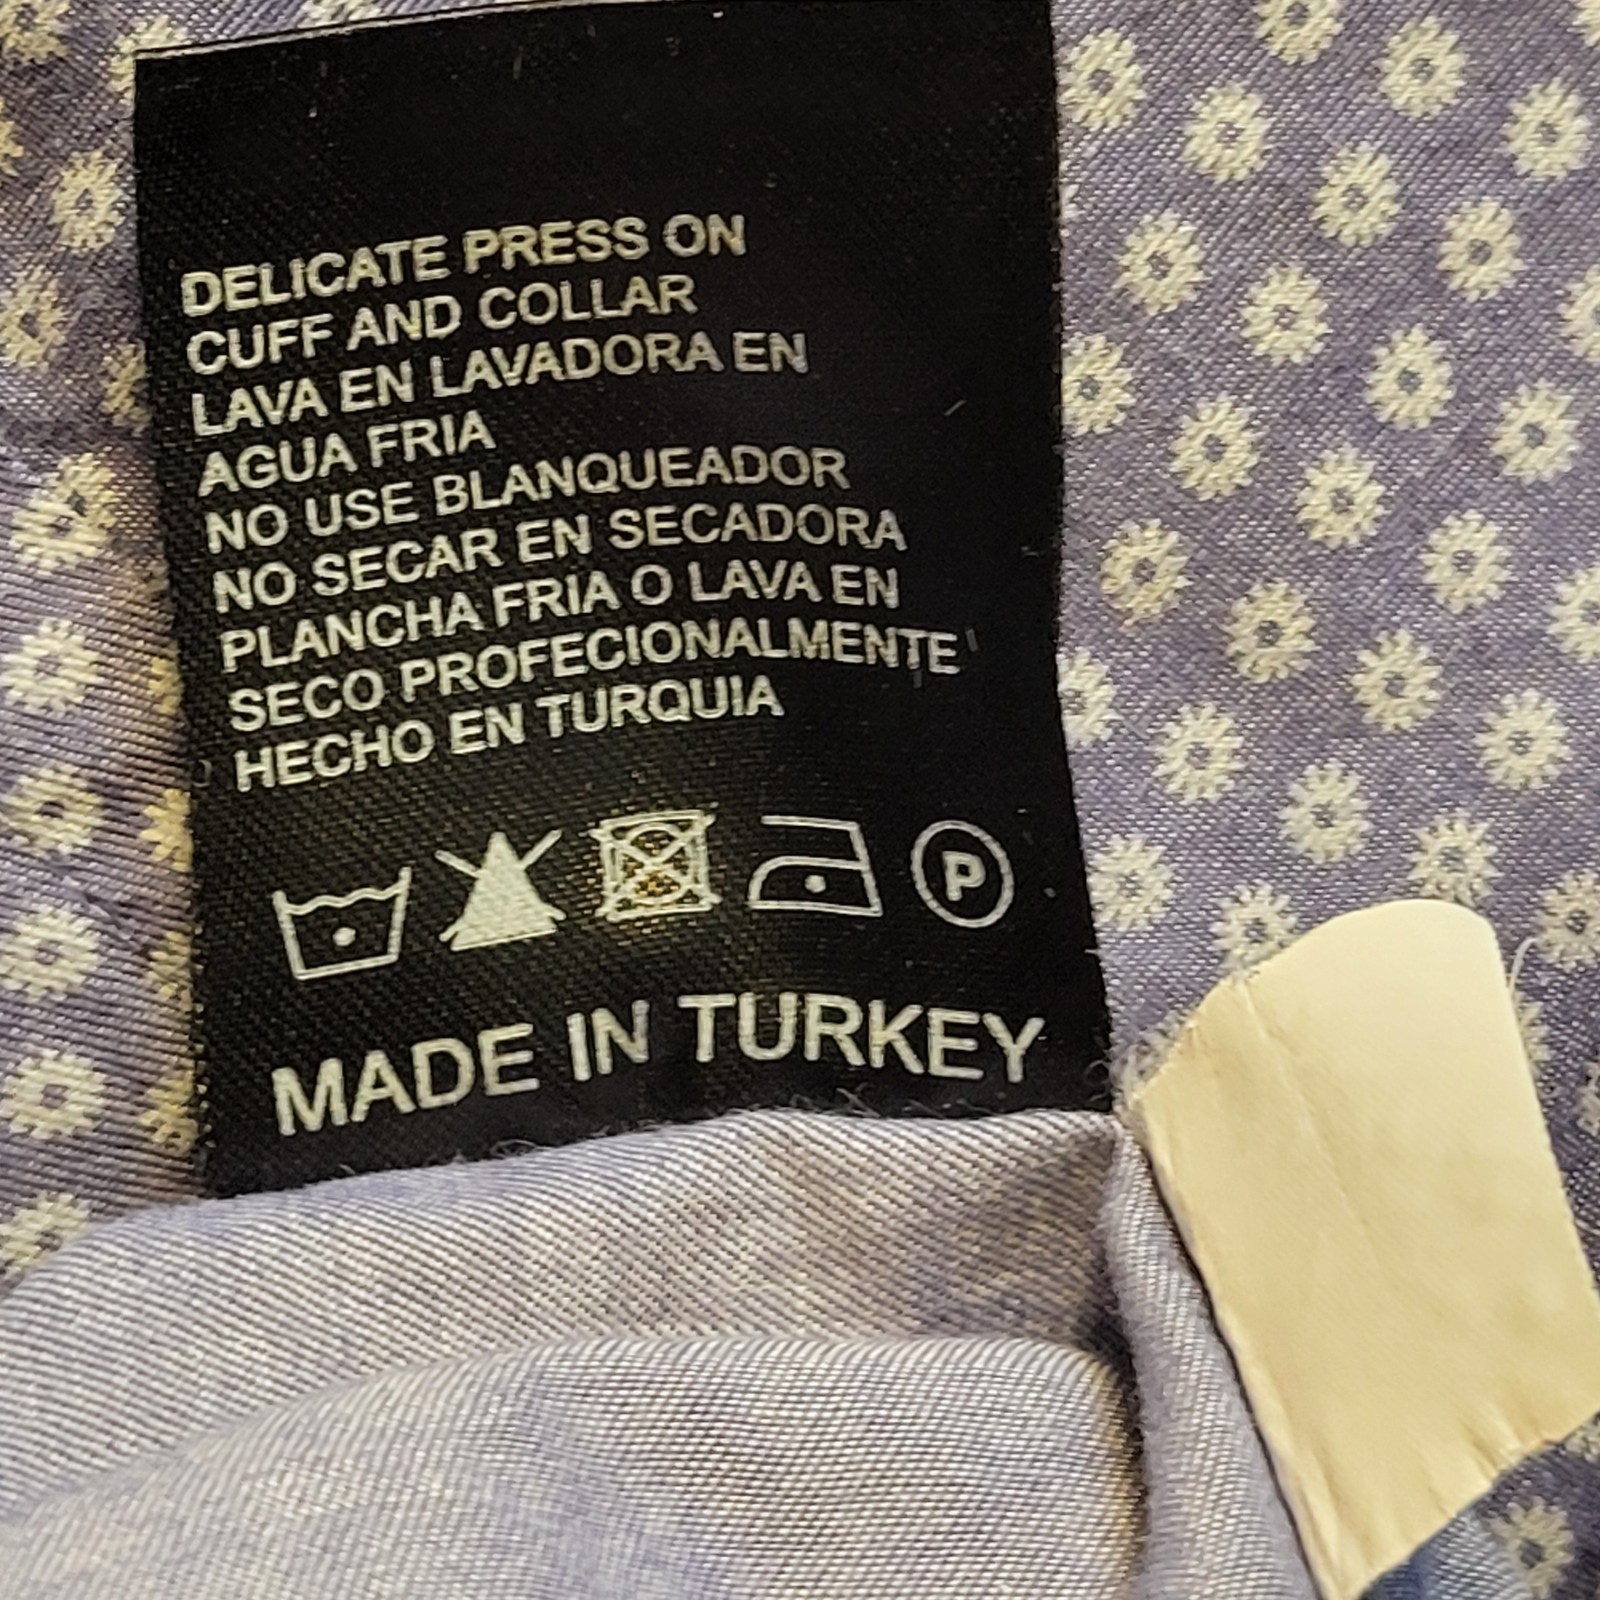 DELICATE PRESS ON
CUFF AND COLLAR
LAVA EN LAVADORA EN
AGUA FRIA
NO USE BLANQUEADOR
NO SECAR EN SECADORA
PLANCHA FRIA O LAVA EN
SECO PROFECIONALMENTE
HECHO EN TURQUIA
P
MADE IN TURKEY